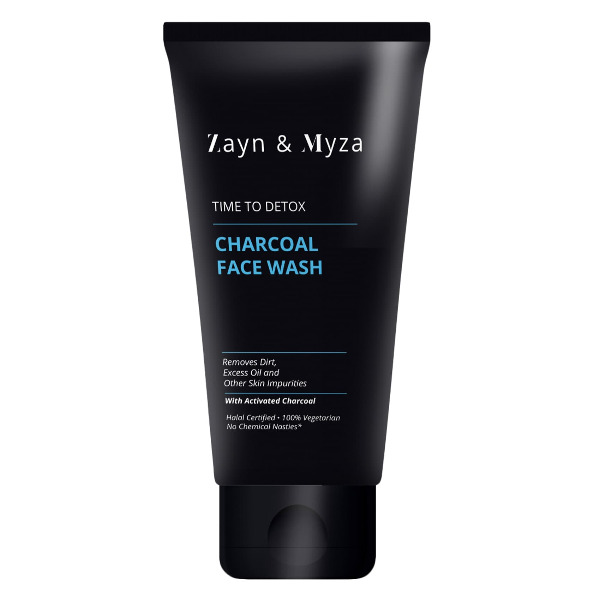 Zayn & Myza
TIME TO DETOX
CHARCOAL
FACE WASH
Removes Dirt,
Excess Oil and
Other Skin Impurities
With Activated Charcoal
Halal Certified • 100% Vegetarian
No Chemical Nasties*